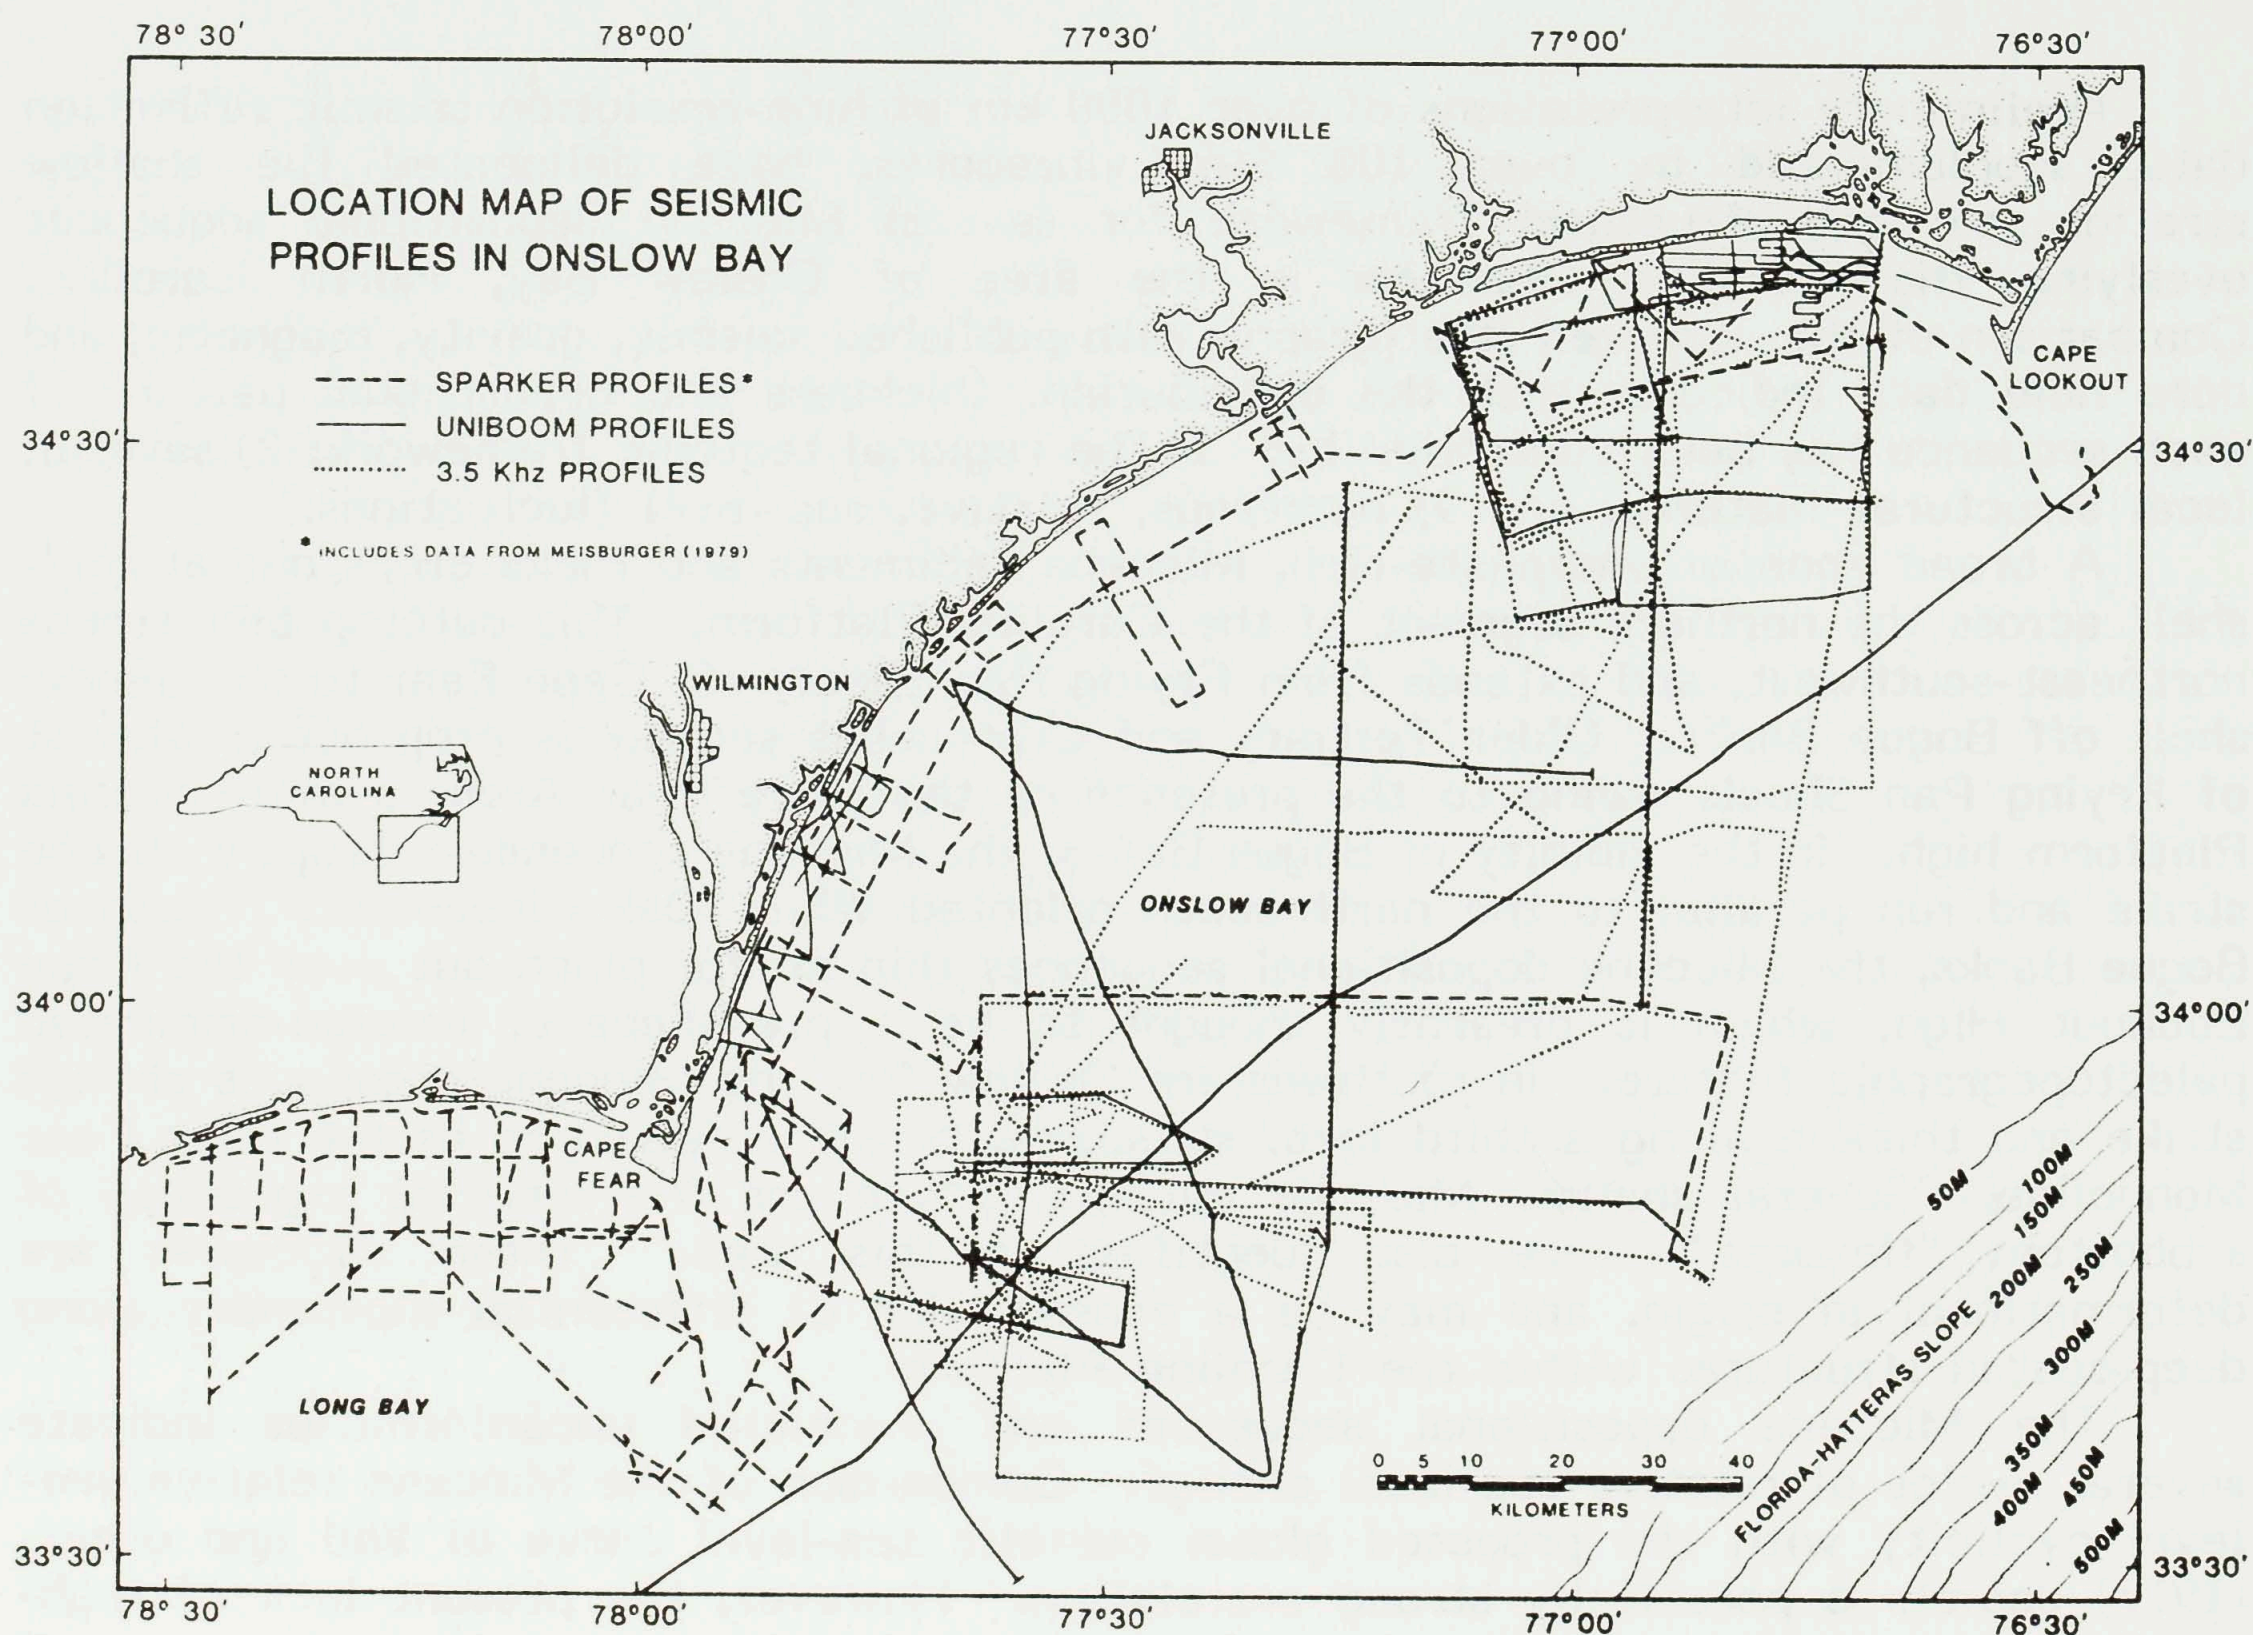 78° 30'
78°00'
77°30'
77°00'
76°30'
JACKSONVILLE
LOCATION MAP OF SEISMIC
PROFILES IN ONSLOW BAY
SPARKER PROFILES*
UNIBOOM PROFILES
3.5 Khz PROFILES
* INCLUDES DATA FROM MEISBURGER (1979)
CAPE
LOOKOUT
34°30'
34°30'
WILMINGTON
NORTH
CAROLINA
ONSLOW BAY
34°00'
34°00'
CAPE
FEAR
LONG BAY
50M
100M
150M
200M
250M
300M
350M
400M
450M
500M
FLORIDA-HATTERAS SLOPE
0 5 10 20 30 40
KILOMETERS
33°30'
33°30'
78° 30'
78°00'
77°30'
77°00'
76°30'